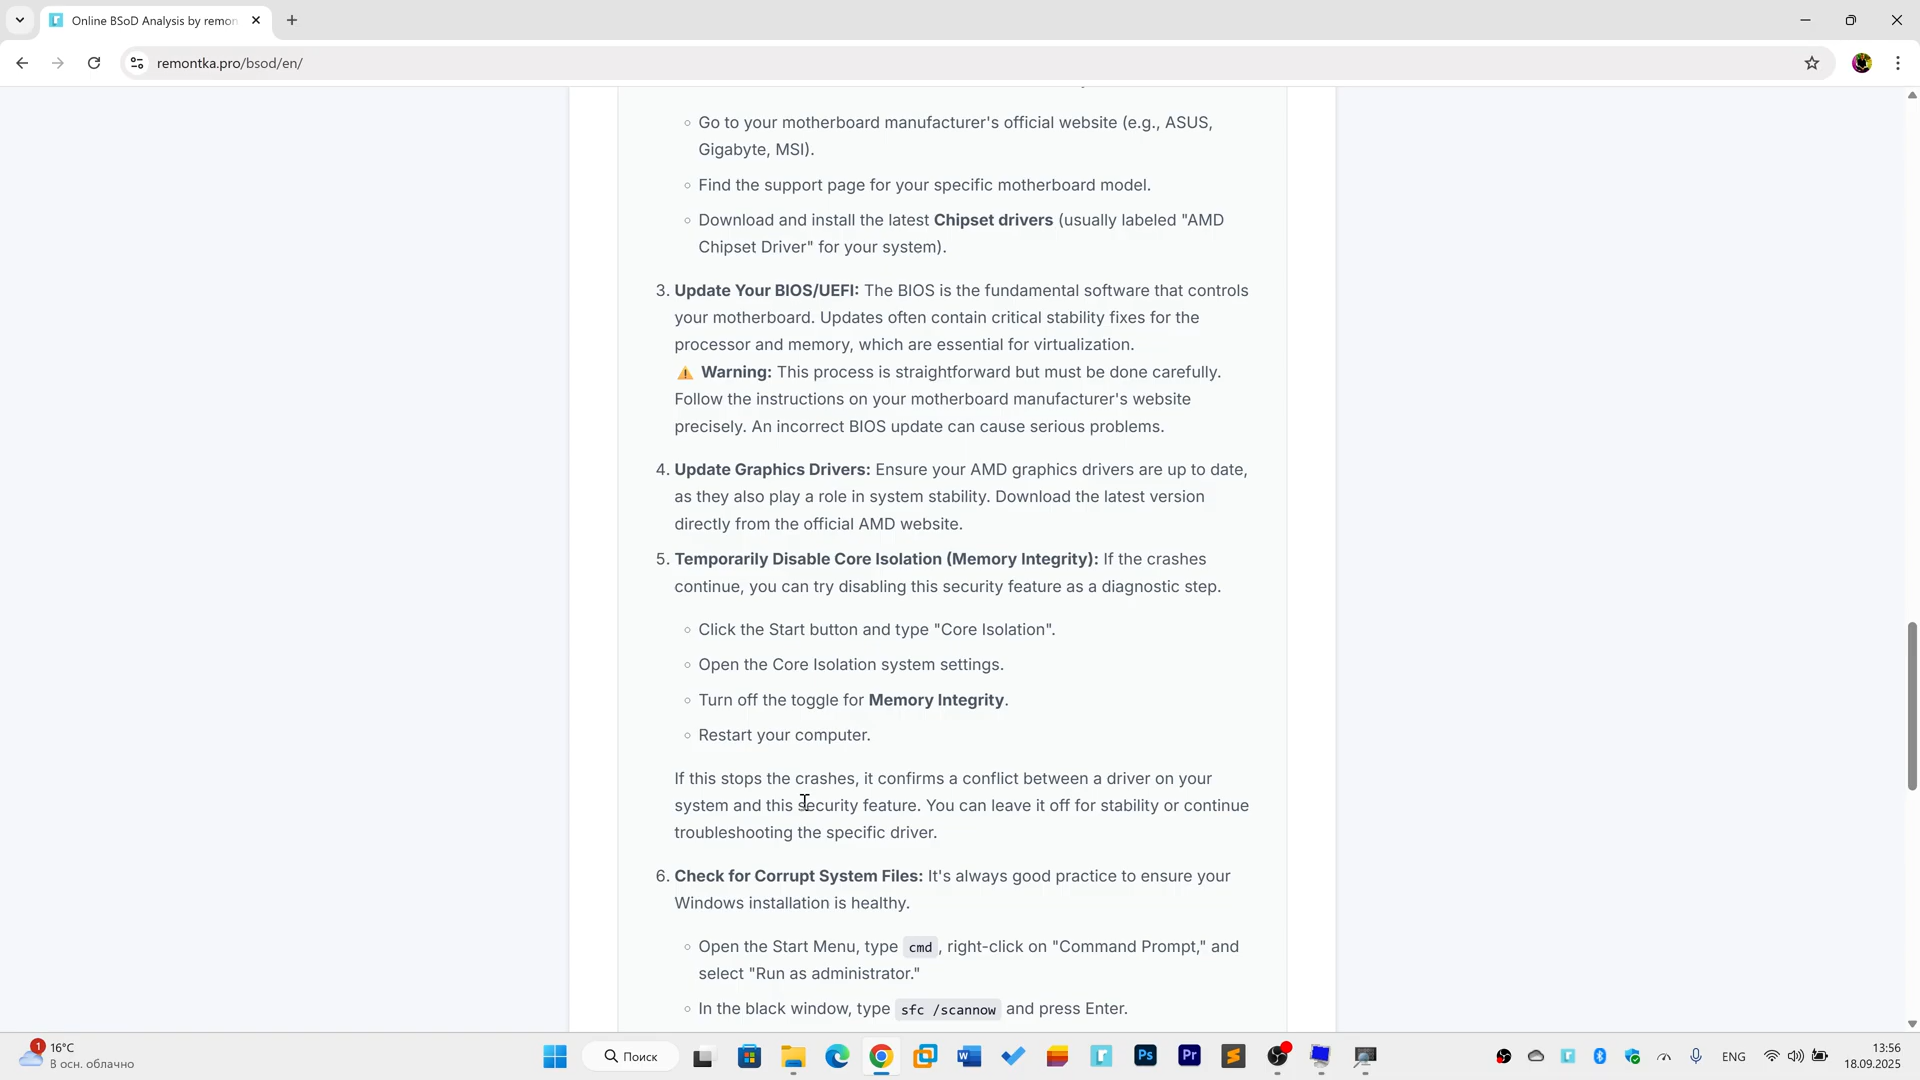 Online BSoD Analysis by remon
remontka.pro/bsod/en/
Go to your motherboard manufacturer's official website (e.g., ASUS,
Gigabyte, MSI).
Find the support page for your specific motherboard model.
Download and install the latest Chipset drivers (usually labeled "AMD
Chipset Driver" for your system).
3. Update Your BIOS/UEFI: The BIOS is the fundamental software that controls
your motherboard. Updates often contain critical stability fixes for the
processor and memory, which are essential for virtualization.
⚠️ Warning: This process is straightforward but must be done carefully.
Follow the instructions on your motherboard manufacturer's website
precisely. An incorrect BIOS update can cause serious problems.
4. Update Graphics Drivers: Ensure your AMD graphics drivers are up to date,
as they also play a role in system stability. Download the latest version
directly from the official AMD website.
5. Temporarily Disable Core Isolation (Memory Integrity): If the crashes
continue, you can try disabling this security feature as a diagnostic step.
Click the Start button and type "Core Isolation".
Open the Core Isolation system settings.
Turn off the toggle for Memory Integrity.
Restart your computer.
If this stops the crashes, it confirms a conflict between a driver on your
system and this security feature. You can leave it off for stability or continue
troubleshooting the specific driver.
6. Check for Corrupt System Files: It's always good practice to ensure your
Windows installation is healthy.
Open the Start Menu, type cmd, right-click on "Command Prompt," and
select "Run as administrator."
In the black window, type sfc /scannow and press Enter.
1
16°C
В осн. облачно
Поиск
W
Ps
Pr
ENG
13:56
18.09.2025